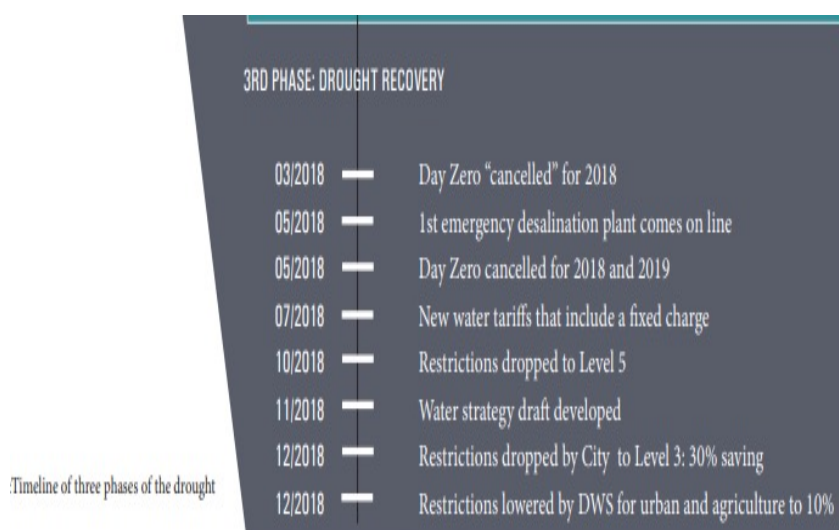 3RD PHASE: DROUGHT RECOVERY
03/2018 Day Zero “cancelled” for 2018
05/2018 1st emergency desalination plant comes on line
05/2018 Day Zero cancelled for 2018 and 2019
07/2018 New water tariffs that include a fixed charge
10/2018 Restrictions dropped to Level 5
11/2018 Water strategy draft developed
12/2018 Restrictions dropped by City to Level 3: 30% saving
12/2018 Restrictions lowered by DWS for urban and agriculture to 10%
:Timeline of three phases of the drought